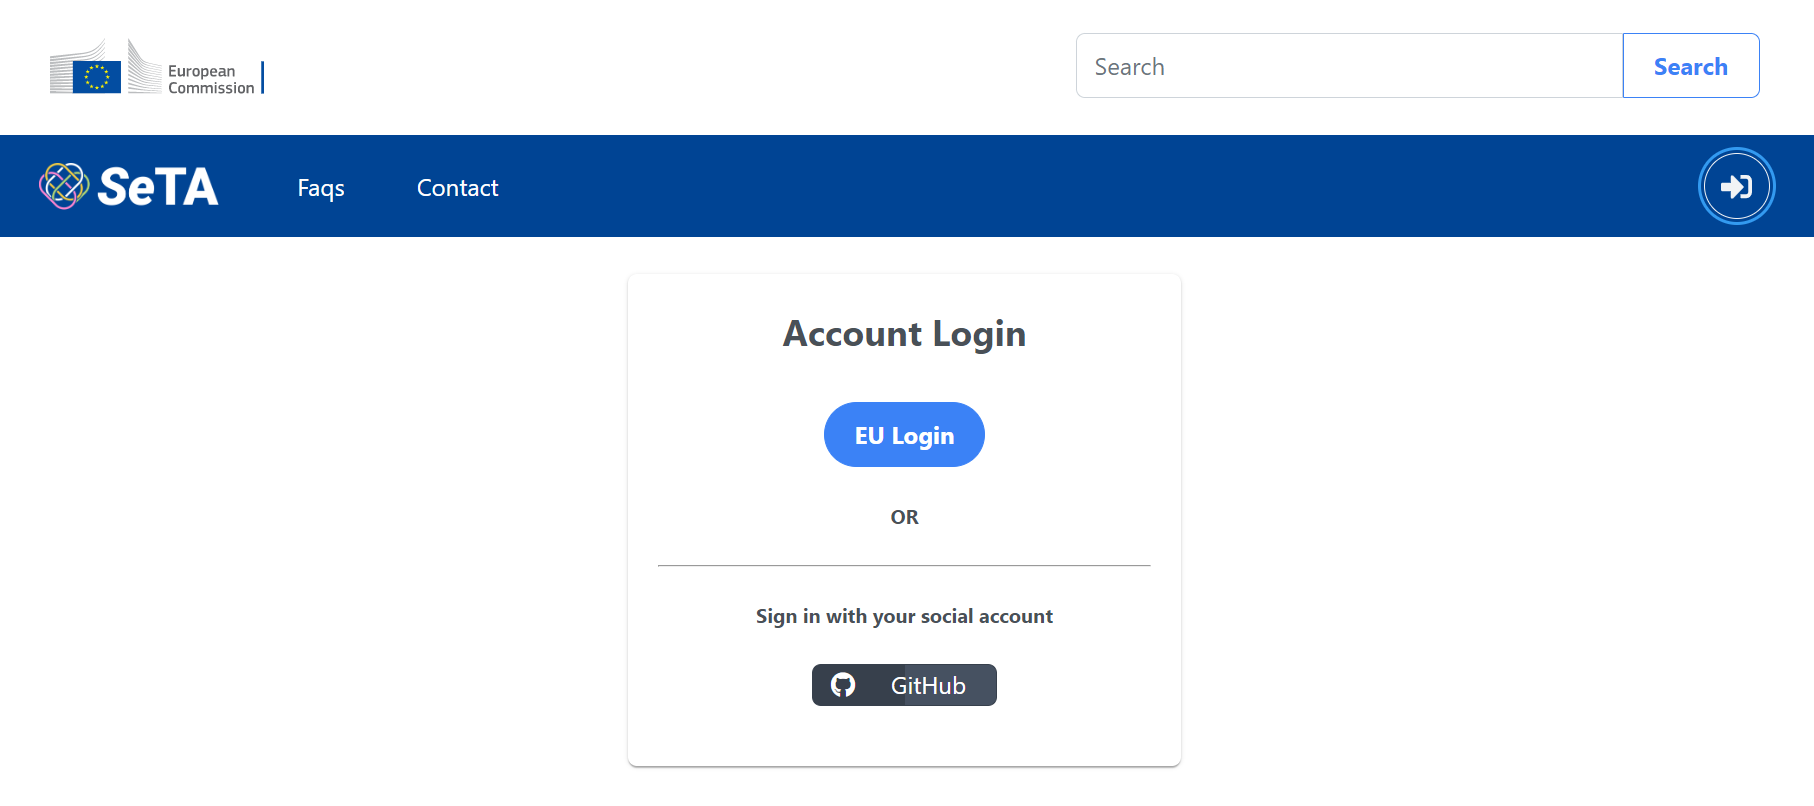 European
Commission
Search
Search
SeTA
Faqs
Contact
Account Login
EU Login
OR
Sign in with your social account
GitHub